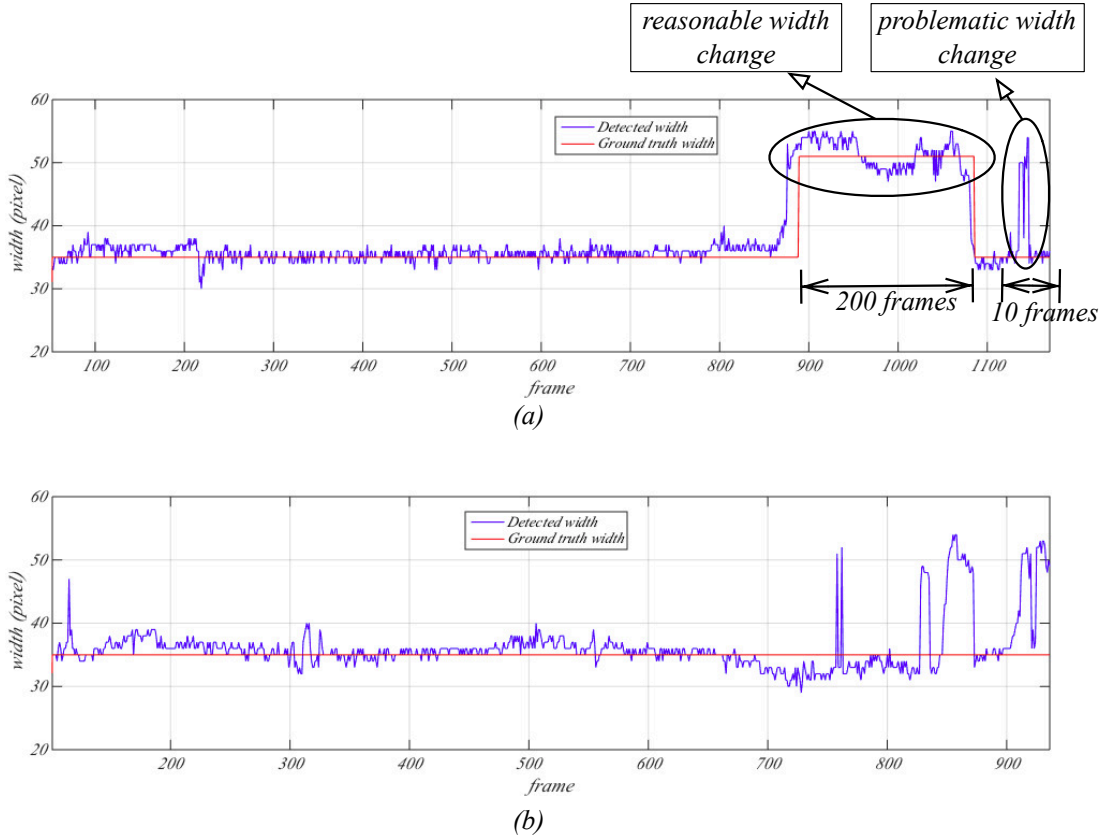 reasonable width
change
problematic width
change
60
50
40
30
20
width (pixel)
Detected width
Ground truth width
200 frames
10 frames
100 200 300 400 500 600 700 800 900 1000 1100
frame
(a)
60
50
40
30
20
width (pixel)
Detected width
Ground truth width
200 300 400 500 600 700 800 900
frame
(b)